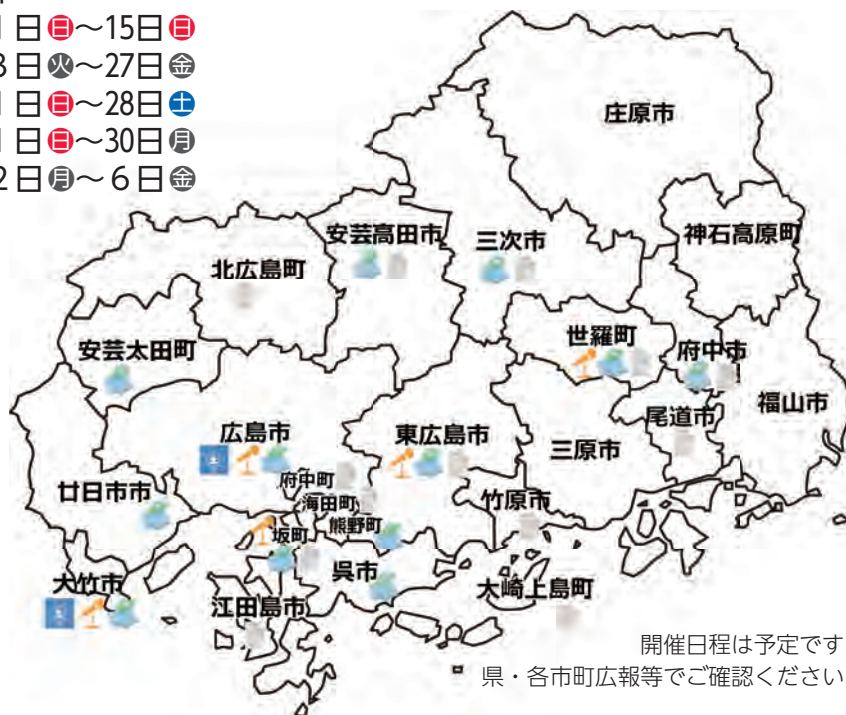 日㊐～15日㊐
日㊋～27日㊎
日㊐～28日㊏
日㊐～30日㊊
2日㊊～6日㊎
庄原市
安芸高田市
三次市
神石高原町
北広島町
安芸太田町
世羅町
府中市
福山市
尾道市
広島市
東広島市
三原市
府中町
廿日市市
海田町
竹原市
熊野町
坂町
呉市
大竹市
大崎上島町
江田島市
開催日程は予定です
県・各市町広報等でご確認ください